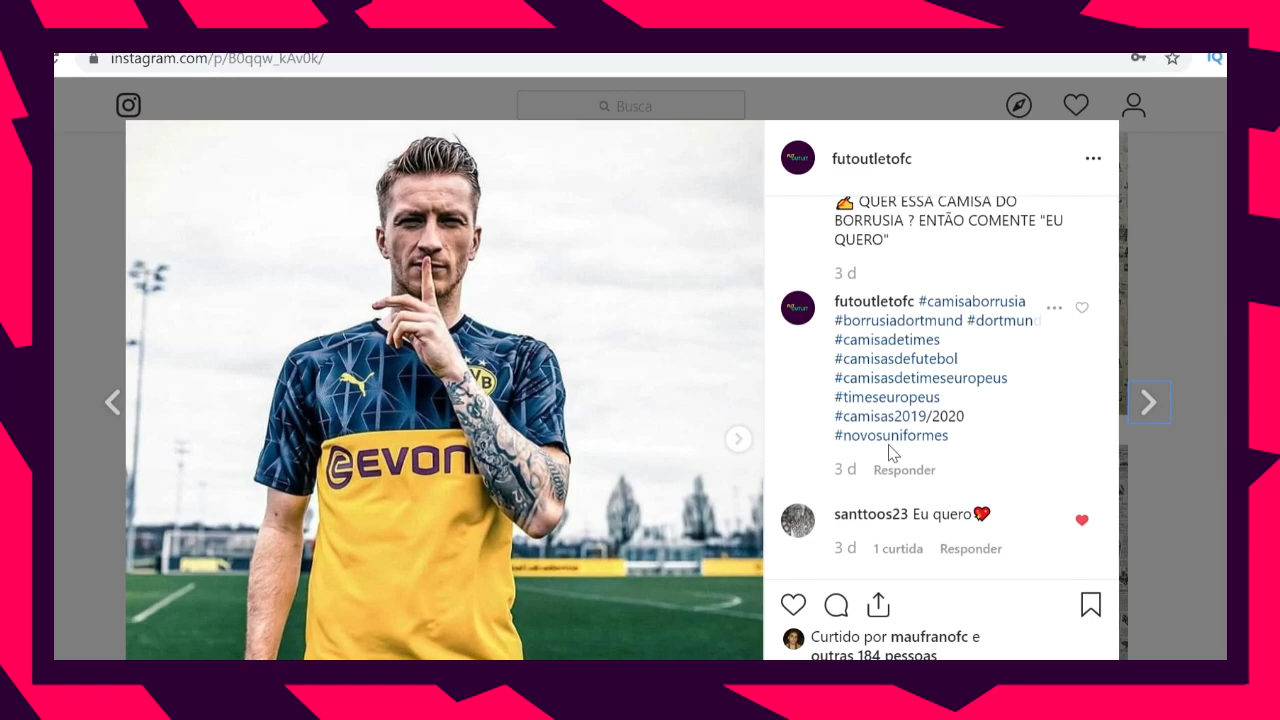 instagram.com/p/B0qqw_kAv0k/
Busca
futoutletofc
✍ QUER ESSA CAMISA DO
BORRUSIA ? ENTÃO COMENTE "EU
QUERO"
3 d
futoutletofc #camisaborrusia
#borrusiadortmund #dortmund
#camisadetimes
#camisasdefutebol
#camisasdetimeseuropeus
#timeseuropeus
#camisas2019/2020
#novosuniformes
3 d Responder
santtoos23 Eu quero💘
3 d 1 curtida Responder
Curtido por maufranofc e
outras 184 pessoas
EVON
VB